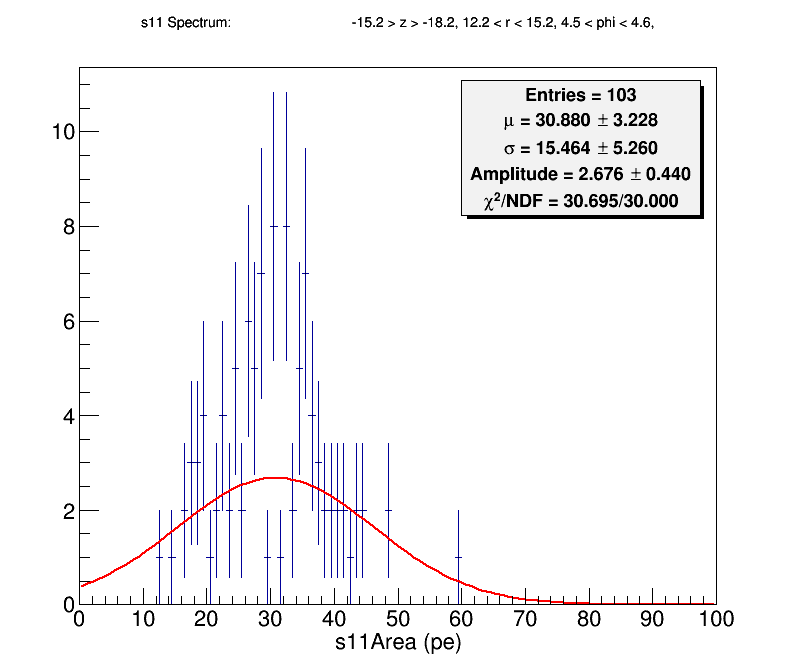 s11 Spectrum: -15.2 > z > -18.2, 12.2 < r < 15.2, 4.5 < phi < 4.6,
Entries = 103
μ = 30.880 ± 3.228
σ = 15.464 ± 5.260
Amplitude = 2.676 ± 0.440
χ²/NDF = 30.695/30.000
10
8
6
4
2
0
0 10 20 30 40 50 60 70 80 90 100
s11Area (pe)